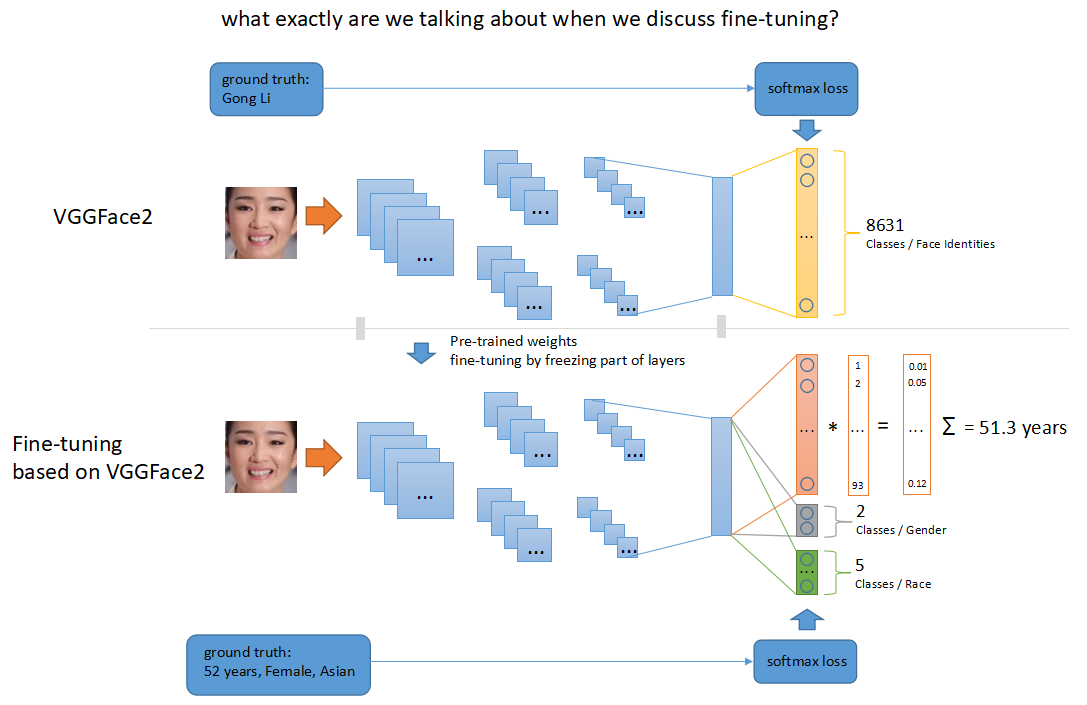 what exactly are we talking about when we discuss fine-tuning?
ground truth:
Gong Li
softmax loss
VGGFace2
...
...
...
...
...
...
8631
Classes / Face Identities
Pre-trained weights
fine-tuning by freezing part of layers
Fine-tuning
based on VGGFace2
...
...
...
...
...
...
*
1
2
...
93
=
0.01
0.05
...
0.12
Σ = 51.3 years
2
Classes / Gender
...
5
Classes / Race
ground truth:
52 years, Female, Asian
softmax loss